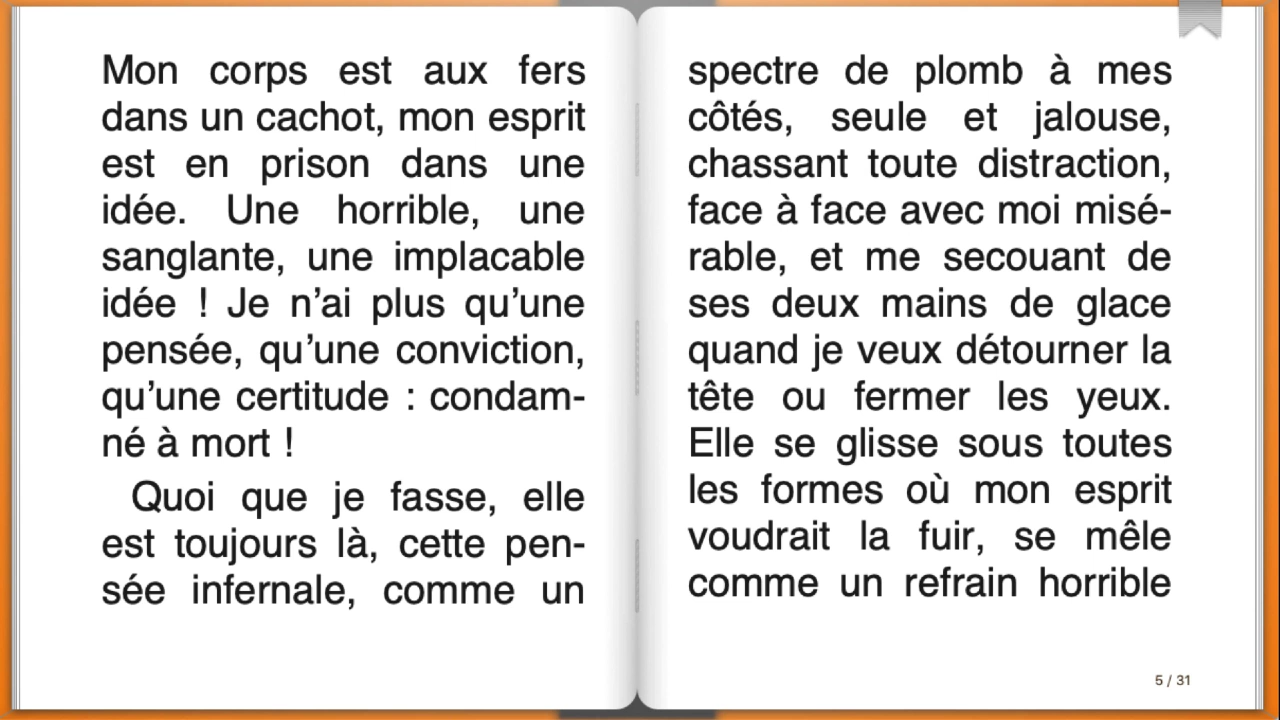 Mon corps est aux fers
dans un cachot, mon esprit
est en prison dans une
idée. Une horrible, une
sanglante, une implacable
idée ! Je n’ai plus qu’une
pensée, qu’une conviction,
qu’une certitude : condam-
né à mort !
Quoi que je fasse, elle
est toujours là, cette pen-
sée infernale, comme un
spectre de plomb à mes
côtés, seule et jalouse,
chassant toute distraction,
face à face avec moi misé-
rable, et me secouant de
ses deux mains de glace
quand je veux détourner la
tête ou fermer les yeux.
Elle se glisse sous toutes
les formes où mon esprit
voudrait la fuir, se mêle
comme un refrain horrible
5 / 31